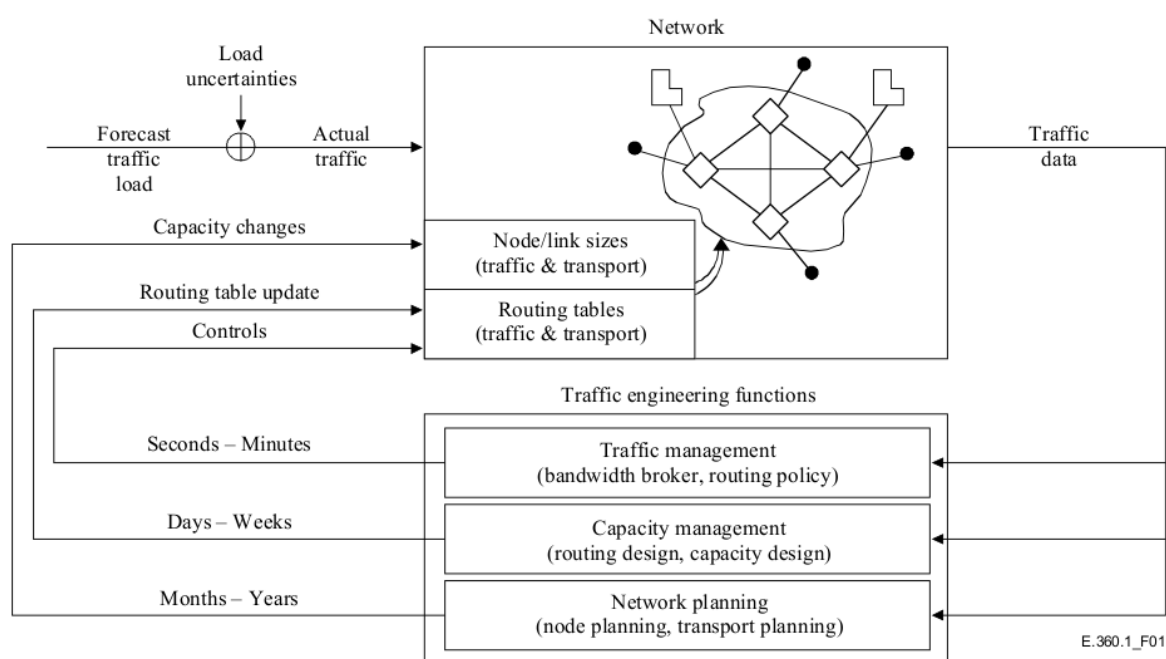 Network
Load
uncertainties
Forecast
traffic
load
Actual
traffic
Traffic
data
Capacity changes
Node/link sizes
(traffic & transport)
Routing table update
Routing tables
(traffic & transport)
Controls
Traffic engineering functions
Seconds – Minutes
Traffic management
(bandwidth broker, routing policy)
Days – Weeks
Capacity management
(routing design, capacity design)
Months – Years
Network planning
(node planning, transport planning)
E.360.1_F01